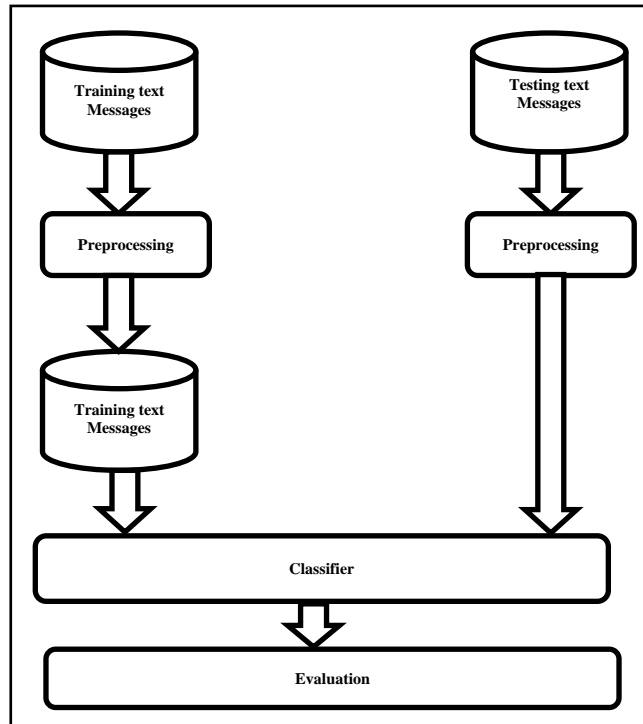 Training text
Messages
Testing text
Messages
Preprocessing
Preprocessing
Training text
Messages
Classifier
Evaluation